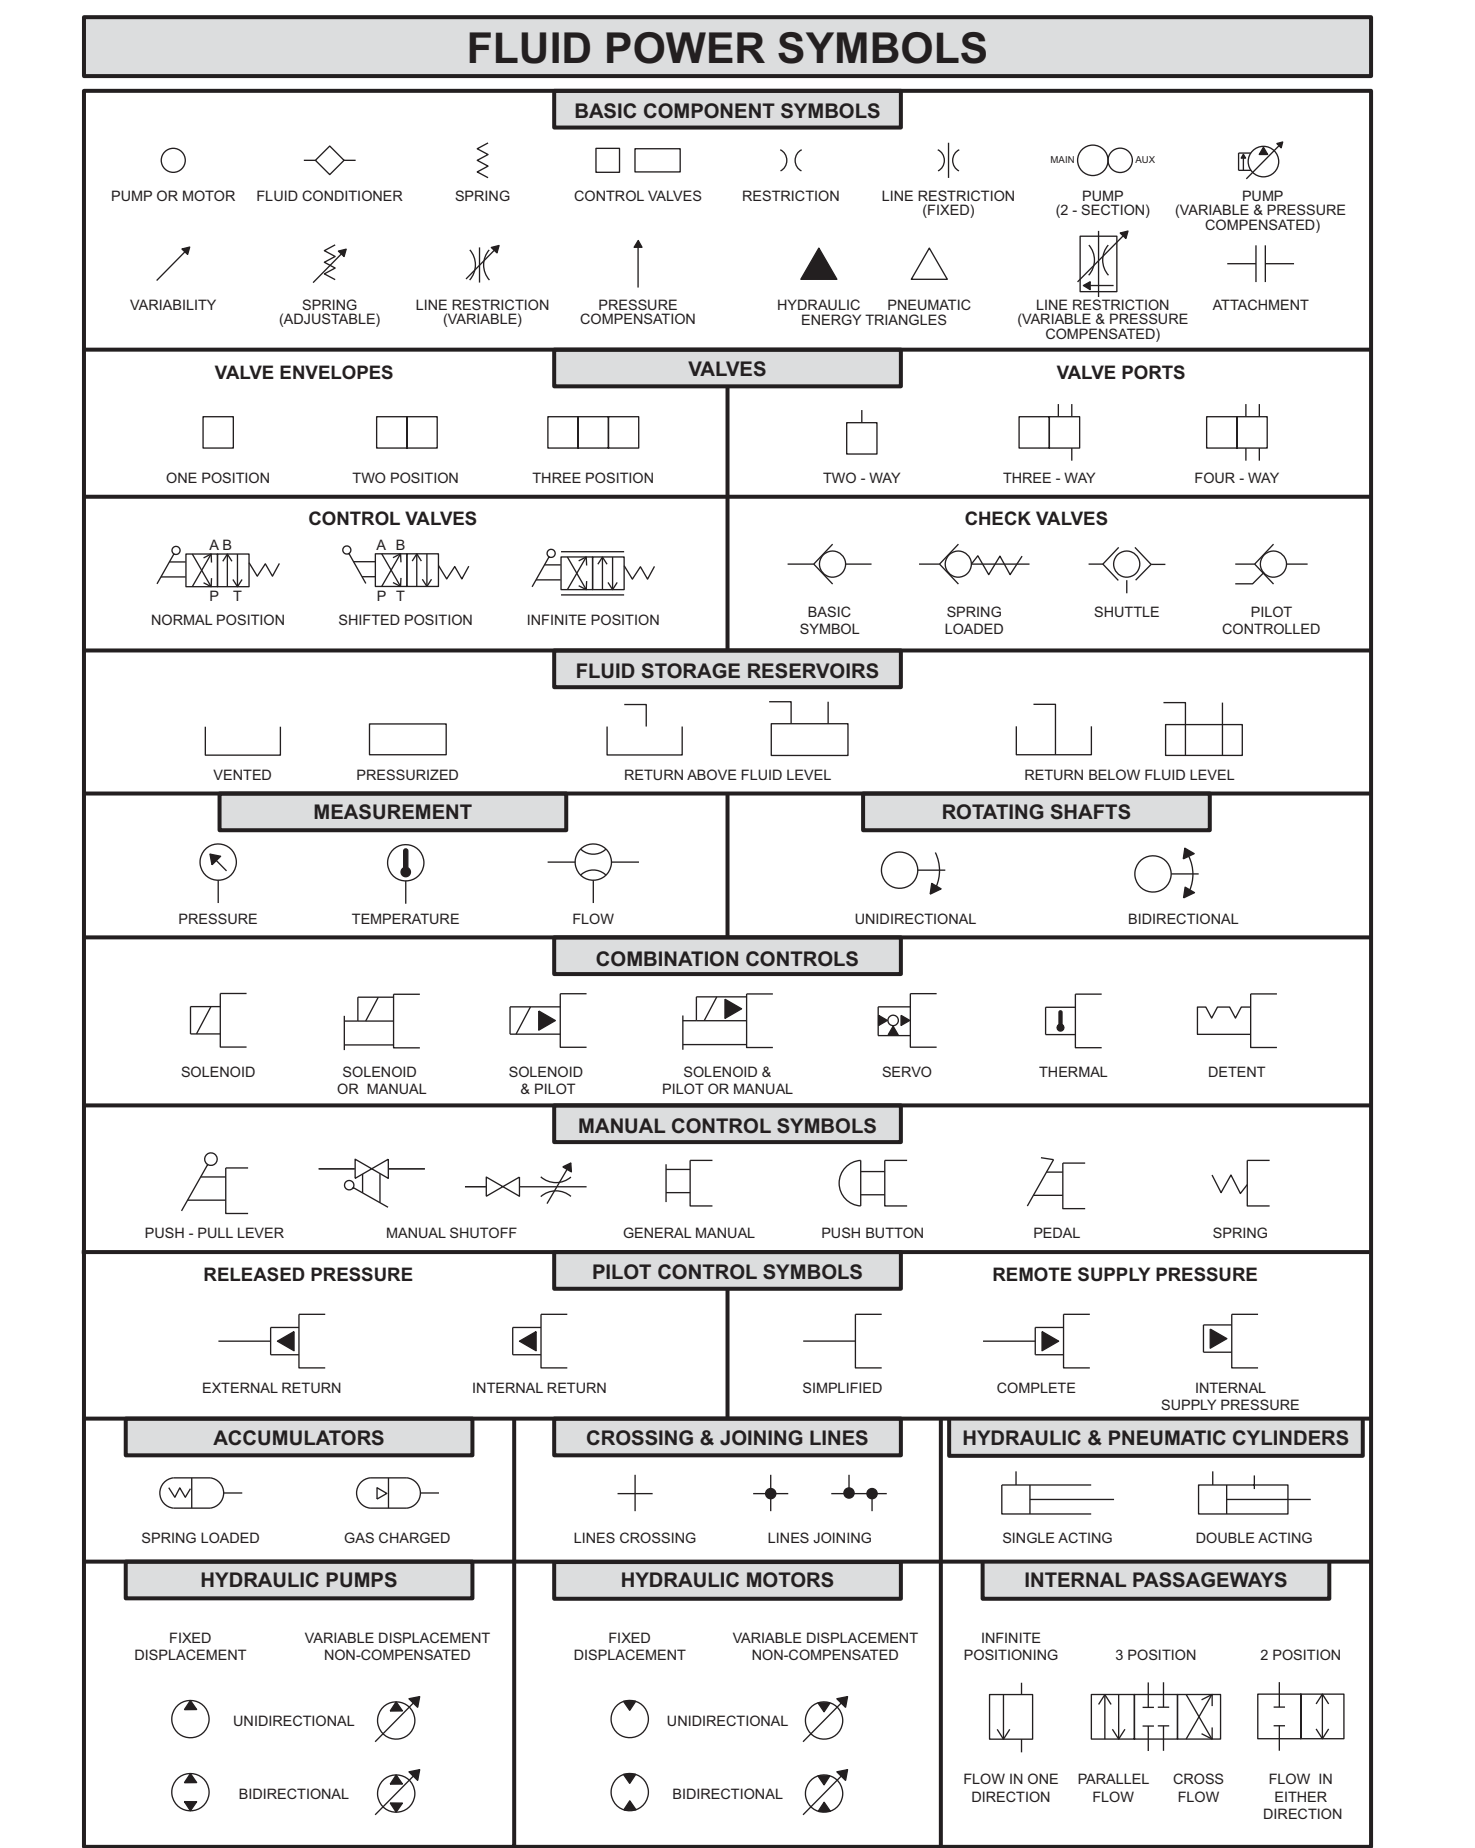 FLUID POWER SYMBOLS
BASIC COMPONENT SYMBOLS
MAIN
AUX
PUMP OR MOTOR
FLUID CONDITIONER
SPRING
CONTROL VALVES
RESTRICTION
LINE RESTRICTION
(FIXED)
PUMP
(2 - SECTION)
PUMP
(VARIABLE & PRESSURE
COMPENSATED)
VARIABILITY
SPRING
(ADJUSTABLE)
LINE RESTRICTION
(VARIABLE)
PRESSURE
COMPENSATION
HYDRAULIC PNEUMATIC
ENERGY TRIANGLES
LINE RESTRICTION
(VARIABLE & PRESSURE
COMPENSATED)
ATTACHMENT
VALVES
VALVE ENVELOPES
ONE POSITION
TWO POSITION
THREE POSITION
VALVE PORTS
TWO - WAY
THREE - WAY
FOUR - WAY
CONTROL VALVES
A B
P T
NORMAL POSITION
A B
P T
SHIFTED POSITION
INFINITE POSITION
CHECK VALVES
BASIC
SYMBOL
SPRING
LOADED
SHUTTLE
PILOT
CONTROLLED
FLUID STORAGE RESERVOIRS
VENTED
PRESSURIZED
RETURN ABOVE FLUID LEVEL
RETURN BELOW FLUID LEVEL
MEASUREMENT
PRESSURE
TEMPERATURE
FLOW
ROTATING SHAFTS
UNIDIRECTIONAL
BIDIRECTIONAL
COMBINATION CONTROLS
SOLENOID
SOLENOID
OR MANUAL
SOLENOID
& PILOT
SOLENOID &
PILOT OR MANUAL
SERVO
THERMAL
DETENT
MANUAL CONTROL SYMBOLS
PUSH - PULL LEVER
MANUAL SHUTOFF
GENERAL MANUAL
PUSH BUTTON
PEDAL
SPRING
PILOT CONTROL SYMBOLS
RELEASED PRESSURE
EXTERNAL RETURN
INTERNAL RETURN
REMOTE SUPPLY PRESSURE
SIMPLIFIED
COMPLETE
INTERNAL
SUPPLY PRESSURE
ACCUMULATORS
SPRING LOADED
GAS CHARGED
CROSSING & JOINING LINES
LINES CROSSING
LINES JOINING
HYDRAULIC & PNEUMATIC CYLINDERS
SINGLE ACTING
DOUBLE ACTING
HYDRAULIC PUMPS
FIXED
DISPLACEMENT
VARIABLE DISPLACEMENT
NON-COMPENSATED
UNIDIRECTIONAL
BIDIRECTIONAL
HYDRAULIC MOTORS
FIXED
DISPLACEMENT
VARIABLE DISPLACEMENT
NON-COMPENSATED
UNIDIRECTIONAL
BIDIRECTIONAL
INTERNAL PASSAGEWAYS
INFINITE
POSITIONING
3 POSITION
2 POSITION
FLOW IN ONE
DIRECTION
PARALLEL
FLOW
CROSS
FLOW
FLOW IN
EITHER
DIRECTION